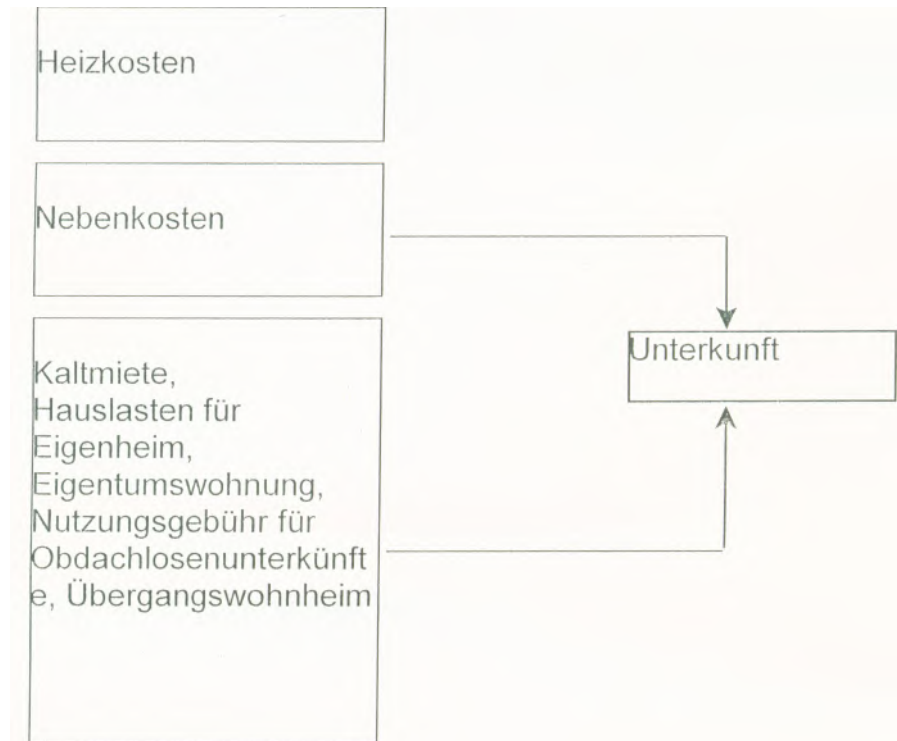 Heizkosten
Nebenkosten
Unterkunft
Kaltmiete,
Hauslasten für
Eigenheim,
Eigentumswohnung,
Nutzungsgebühr für
Obdachlosenunterkünft
e, Übergangswohnheim